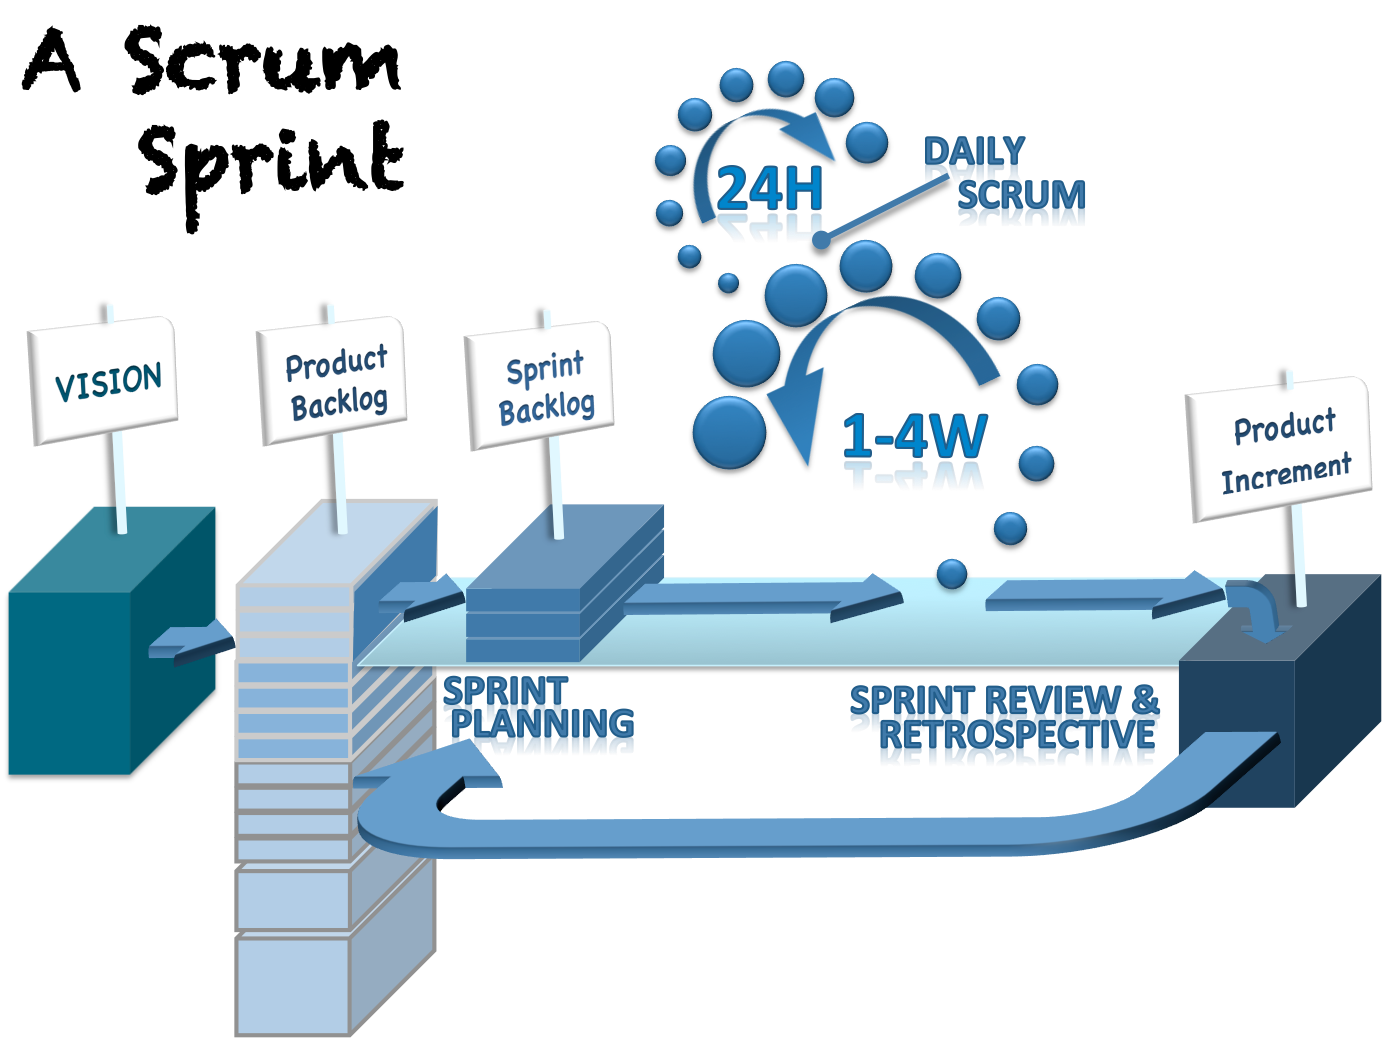 A Scrum
Sprint
24H
DAILY
SCRUM
1-4W
VISION
Product
Backlog
Sprint
Backlog
Product
Increment
SPRINT
PLANNING
SPRINT REVIEW &
RETROSPECTIVE